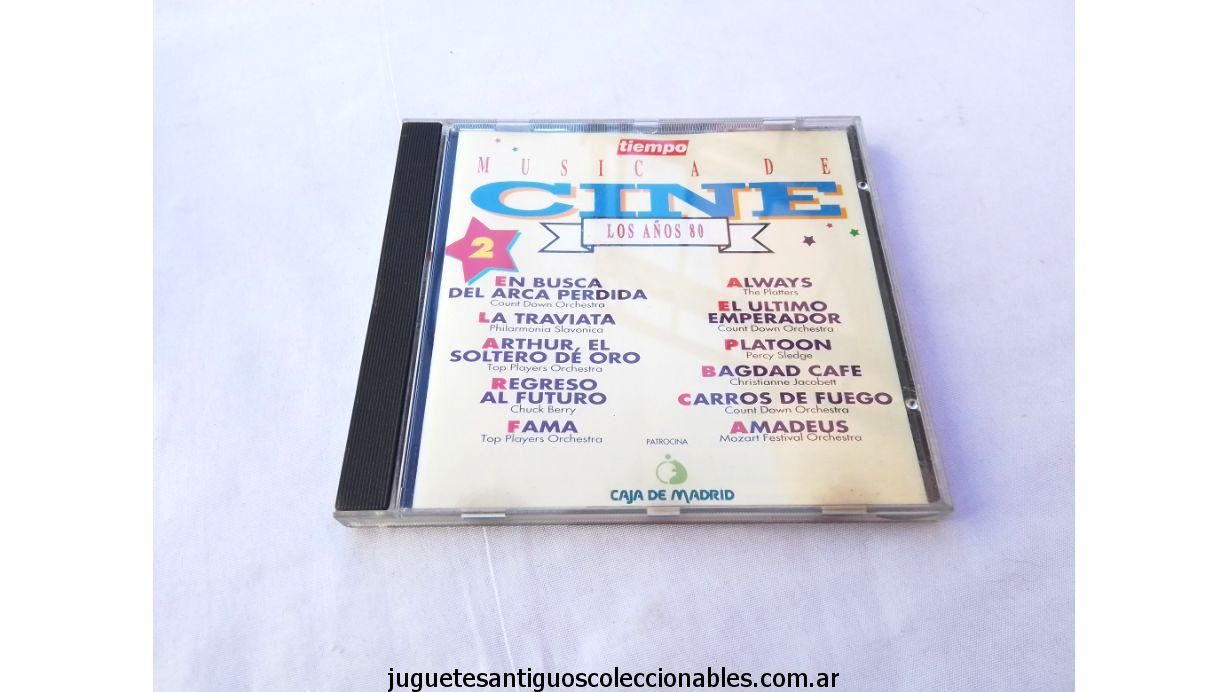 tiempo
MUSICA DE
CINE
LOS AÑOS 80
2
EN BUSCA
DEL ARCA PERDIDA
Count Down Orchestra
LA TRAVIATA
Philarmonia Slavonica
ARTHUR, EL
SOLTERO DE ORO
Top Players Orchestra
REGRESO
AL FUTURO
Chuck Berry
FAMA
Top Players Orchestra
ALWAYS
The Platters
EL ULTIMO
EMPERADOR
Count Down Orchestra
PLATOON
Percy Sledge
BAGDAD CAFE
Christianne Jacobett
CARROS DE FUEGO
Count Down Orchestra
AMADEUS
Mozart Festival Orchestra
PATROCINA
CAJA DE MADRID
juguetesantiguoscoleccionables.com.ar